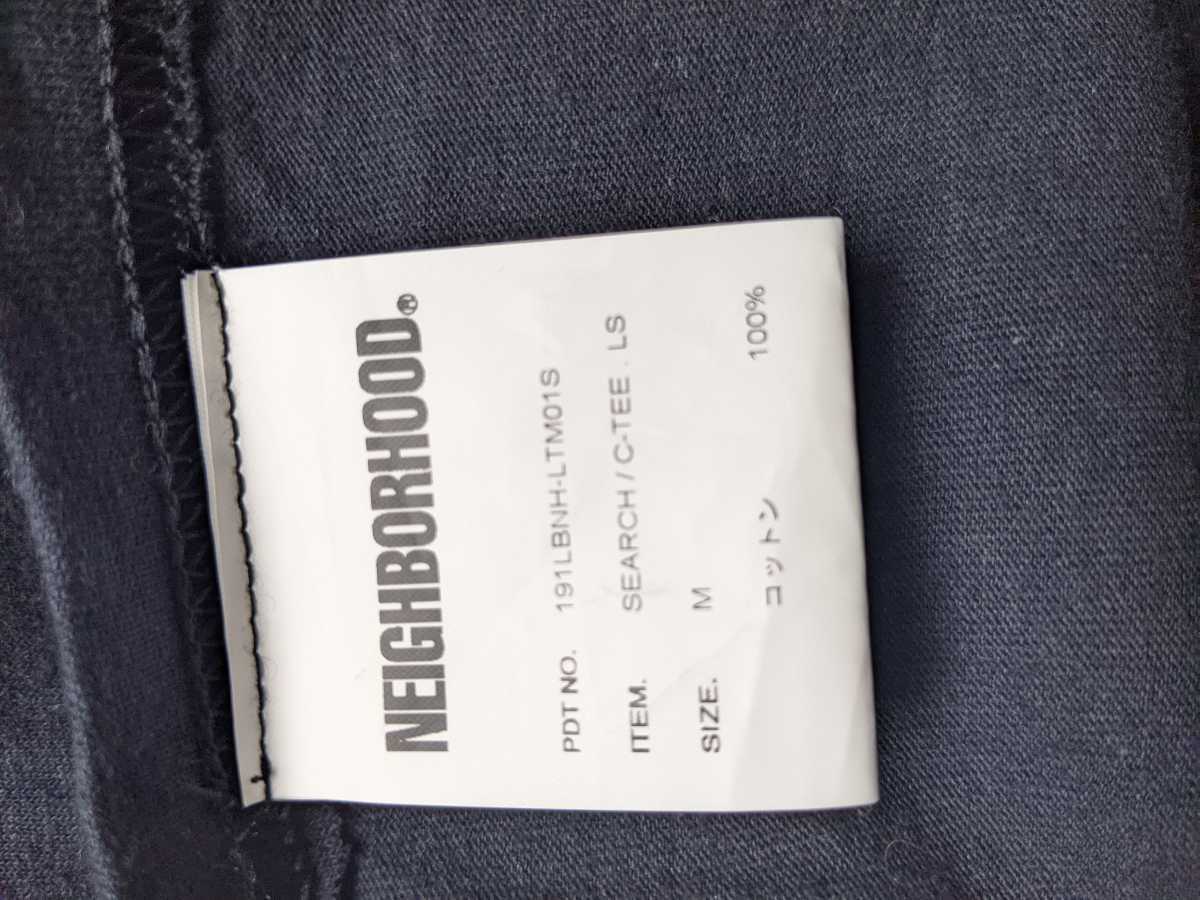 NEIGHBORHOOD®
PDT NO. 191LBNH-LTM01S
ITEM. SEARCH / C-TEE . LS
SIZE. M
コットン 100%